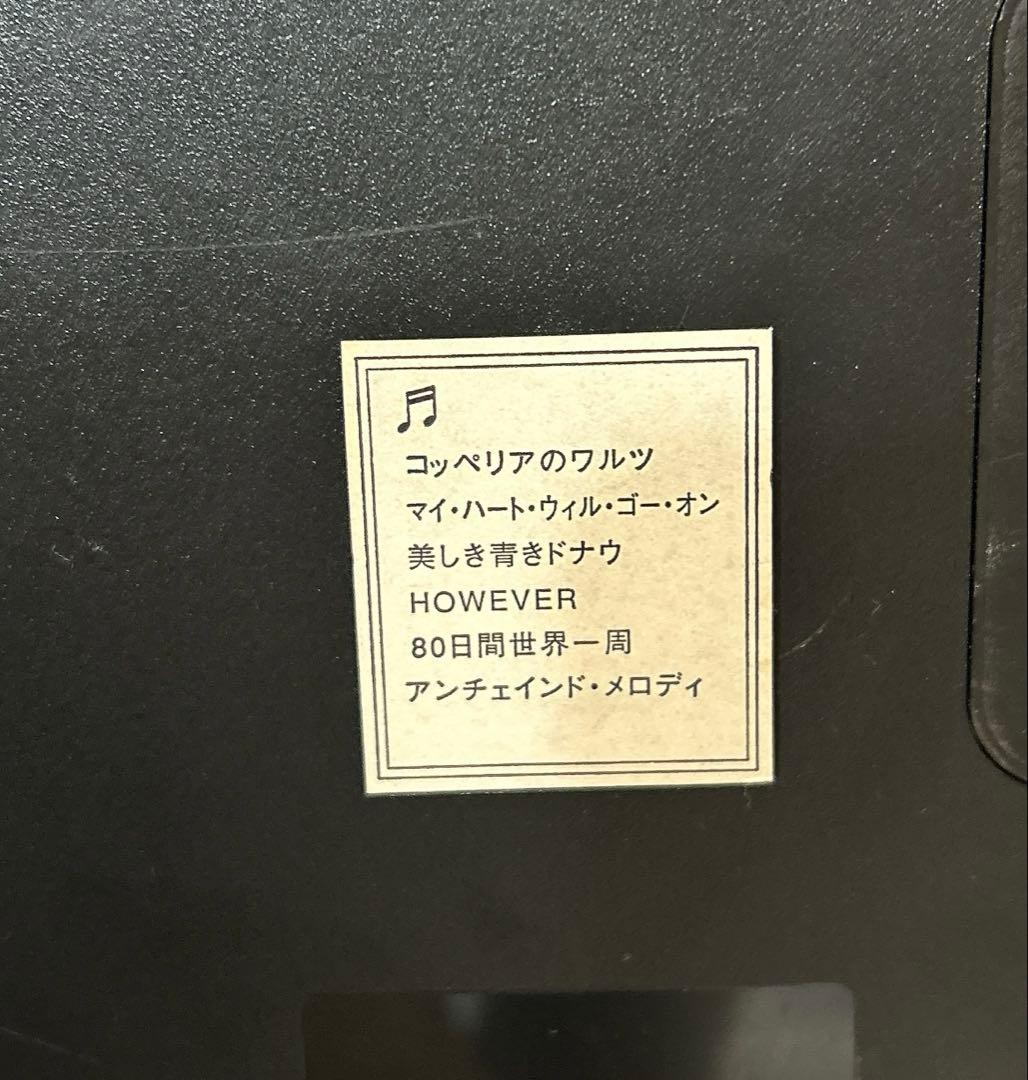 コッペリアのワルツ
マイ・ハート・ウィル・ゴー・オン
美しき青きドナウ
HOWEVER
80日間世界一周
アンチェインド・メロディ